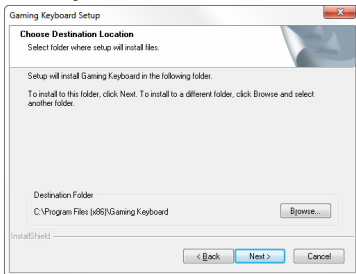 Gaming Keyboard Setup
Choose Destination Location
Select folder where setup will install files.
Setup will install Gaming Keyboard in the following folder.
To install to this folder, click Next. To install to a different folder, click Browse and select
another folder.
Destination Folder
C:\Program Files (x86)\Gaming Keyboard
Browse...
InstallShield
< Back
Next >
Cancel